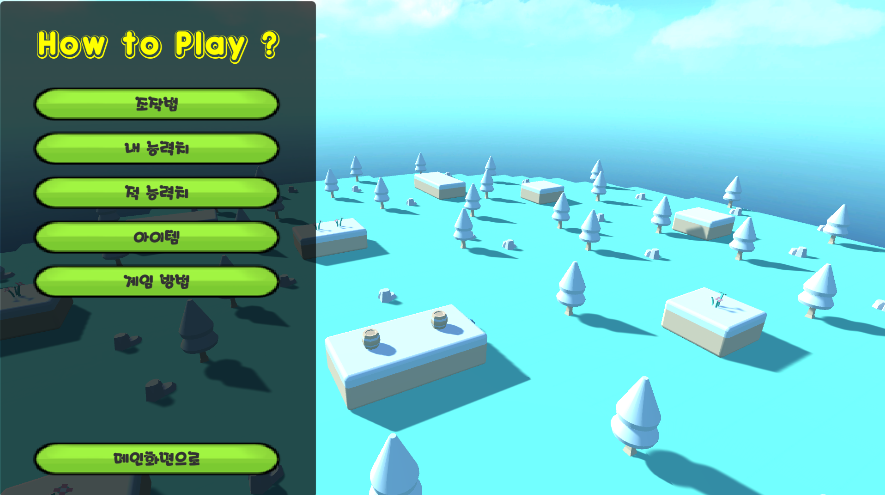 How to Play ?
조작법
내 능력치
적 능력치
아이템
게임 방법
메인화면으로